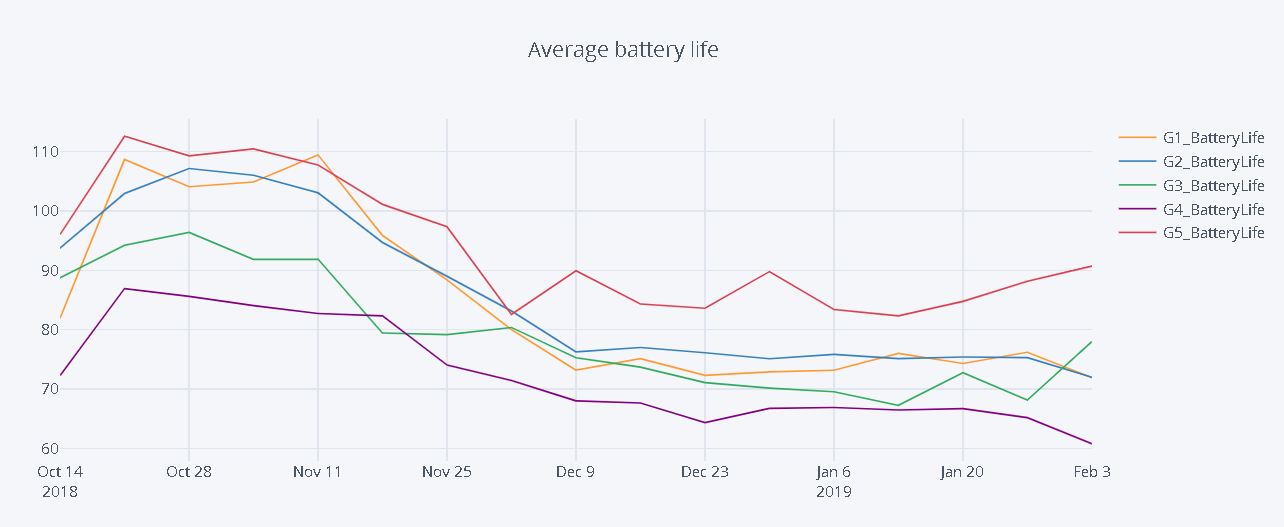 Average battery life
110
100
90
80
70
60
Oct 14
2018
Oct 28
Nov 11
Nov 25
Dec 9
Dec 23
Jan 6
2019
Jan 20
Feb 3
G1_BatteryLife
G2_BatteryLife
G3_BatteryLife
G4_BatteryLife
G5_BatteryLife